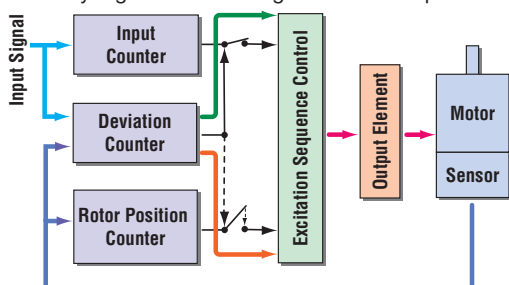 Input Signal
Input
Counter
Deviation
Counter
Rotor Position
Counter
Excitation Sequence Control
Output Element
Motor
Sensor